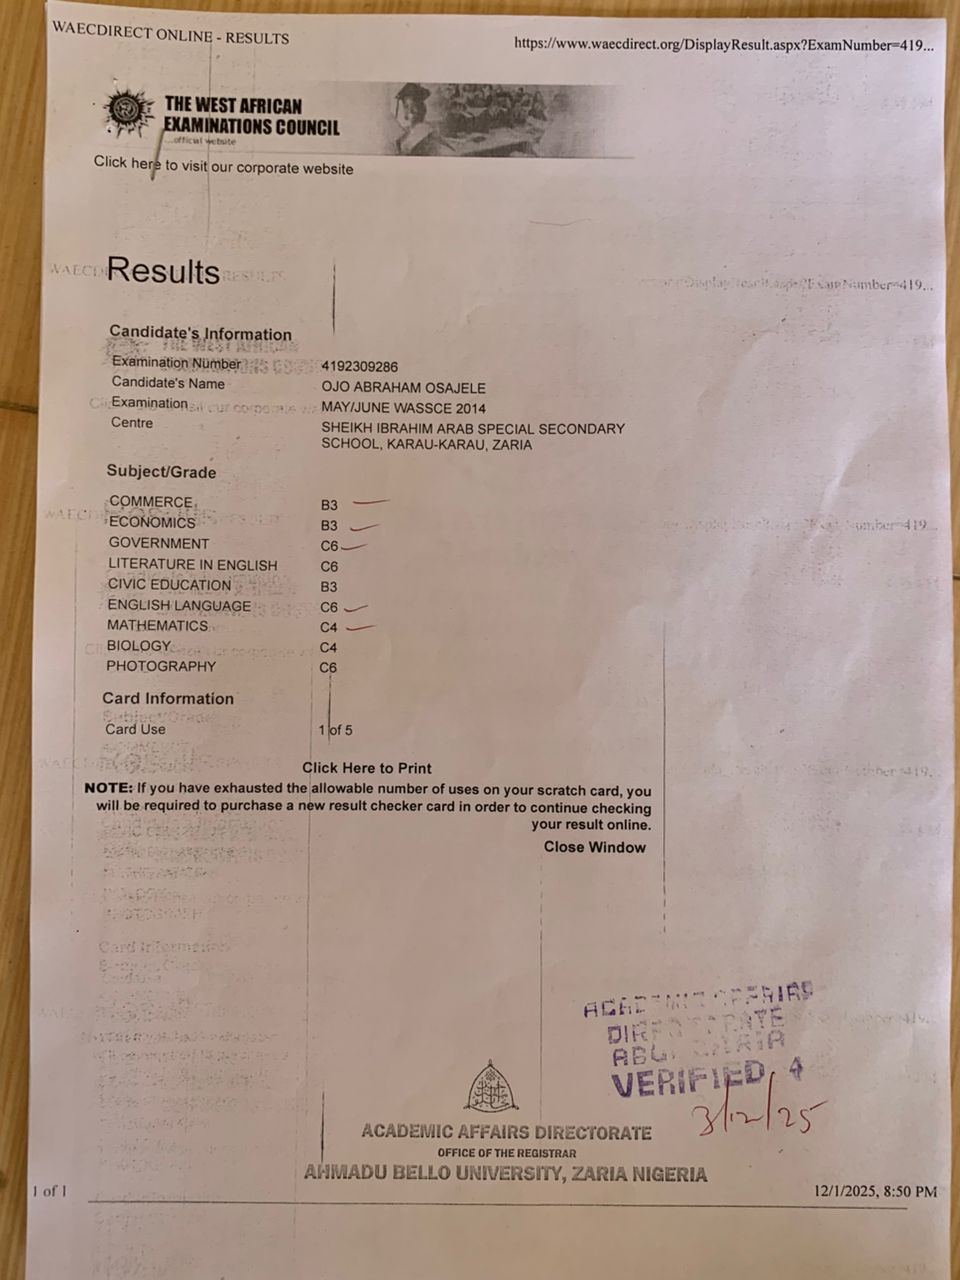 WAECDIRECT ONLINE - RESULTS
https://www.waecdirect.org/DisplayResult.aspx?ExamNumber=419...
THE WEST AFRICAN
EXAMINATIONS COUNCIL
...official website
Click here to visit our corporate website
Results
Candidate's Information
Examination Number 4192309286
Candidate's Name OJO ABRAHAM OSAJELE
Examination MAY/JUNE WASSCE 2014
Centre SHEIKH IBRAHIM ARAB SPECIAL SECONDARY
SCHOOL, KARAU-KARAU, ZARIA
Subject/Grade
COMMERCE B3
ECONOMICS B3
GOVERNMENT C6
LITERATURE IN ENGLISH C6
CIVIC EDUCATION B3
ENGLISH LANGUAGE C6
MATHEMATICS C4
BIOLOGY C4
PHOTOGRAPHY C6
Card Information
Card Use 1 of 5
Click Here to Print
NOTE: If you have exhausted the allowable number of uses on your scratch card, you
will be required to purchase a new result checker card in order to continue checking
your result online.
Close Window
ACADEMIC AFFAIRS
DIRECTORATE
ABU ZARIA
VERIFIED 4
3/12/25
ACADEMIC AFFAIRS DIRECTORATE
OFFICE OF THE REGISTRAR
AHMADU BELLO UNIVERSITY, ZARIA NIGERIA
1 of 1
12/1/2025, 8:50 PM